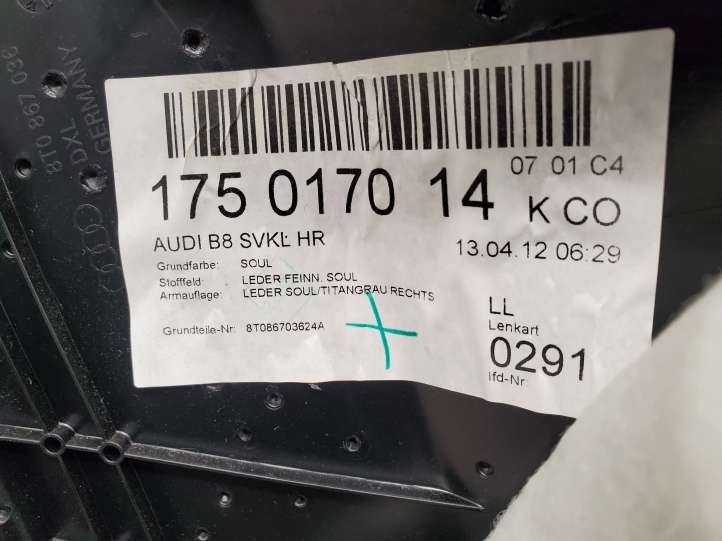 8T0 867 036
DXL
GERMANY
175 0170 14
07 01 C4
K CO
AUDI B8 SVKL HR
13.04.12 06:29
Grundfarbe: SOUL
Stofffeld: LEDER FEINN. SOUL
Armauflage: LEDER SOUL/TITANGRAU RECHTS
LL
Lenkart
Grundteile-Nr: 8T086703624A
0291
lfd-Nr: